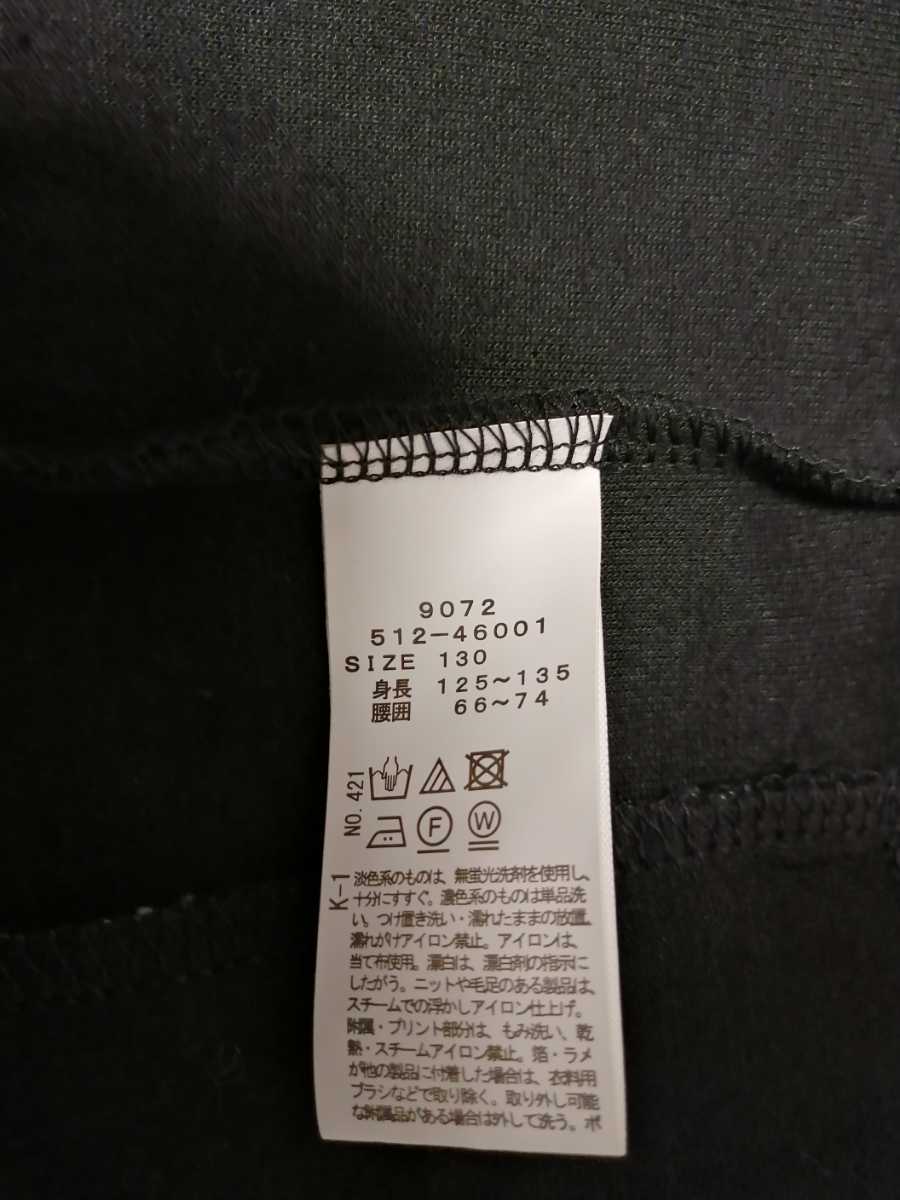 9072
512-46001
SIZE 130
身長 125～135
腰囲 66～74
NO. 421
F
W
K-1
淡色系のものは、無蛍光洗剤を使用し、
十分にすすぐ。濃色系のものは単品洗
い。つけ置き洗い・濡れたままの放置、
濡れがけアイロン禁止。アイロンは、
当て布使用。漂白は、漂白剤の指示に
したがう。ニットや毛足のある製品は、
スチームでの浮かしアイロン仕上げ。
附属・プリント部分は、もみ洗い、乾
熱・スチームアイロン禁止。箔・ラメ
が他の製品に付着した場合は、衣料用
ブラシなどで取り除く。取り外し可能
な附属品がある場合は外して洗う。ポ